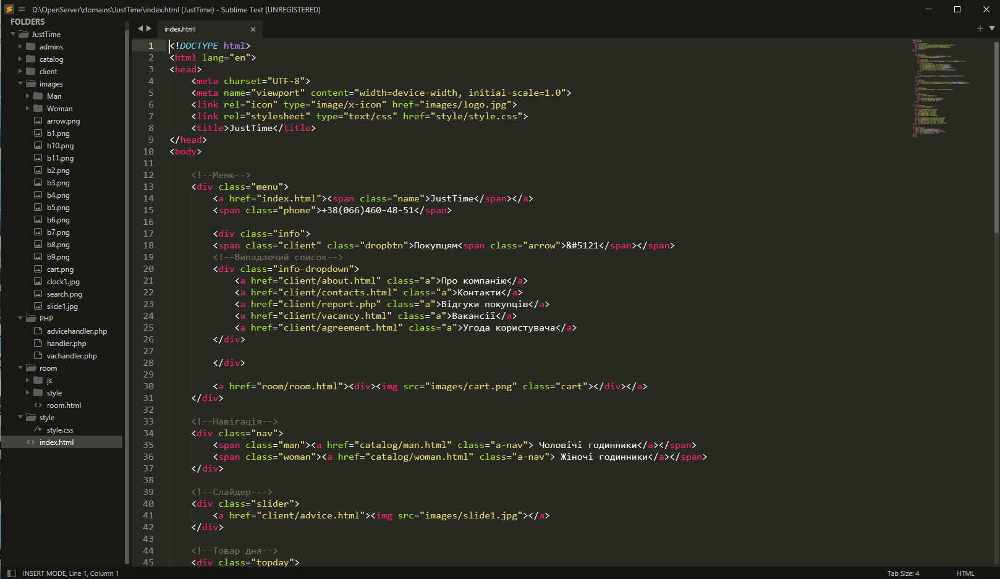 D:\OpenServer\domains\JustTime\index.html (JustTime) - Sublime Text (UNREGISTERED)
FOLDERS
JustTime
admins
catalog
client
images
Man
Woman
arrow.png
b1.png
b10.png
b11.png
b2.png
b3.png
b4.png
b5.png
b6.png
b7.png
b8.png
b9.png
cart.png
clock1.jpg
search.png
slide1.jpg
PHP
advicehandler.php
handler.php
vachandler.php
room
js
style
<> room.html
style
/* style.css
<> index.html
index.html
1 <!DOCTYPE html>
2 <html lang="en">
3 <head>
4     <meta charset="UTF-8">
5     <meta name="viewport" content="width=device-width, initial-scale=1.0">
6     <link rel="icon" type="image/x-icon" href="images/logo.jpg">
7     <link rel="stylesheet" type="text/css" href="style/style.css">
8     <title>JustTime</title>
9 </head>
10 <body>
11
12     <!--Меню-->
13     <div class="menu">
14         <a href="index.html"><span class="name">JustTime</span></a>
15         <span class="phone">+38(066)460-48-51</span>
16
17         <div class="info">
18         <span class="client" class="dropbtn">Покупцям<span class="arrow">&#5121</span></span>
19         <!--Випадаючий список-->
20         <div class="info-dropdown">
21             <a href="client/about.html" class="a">Про компанію</a>
22             <a href="client/contacts.html" class="a">Контакти</a>
23             <a href="client/report.php" class="a">Відгуки покупців</a>
24             <a href="client/vacancy.html" class="a">Вакансії</a>
25             <a href="client/agreement.html" class="a">Угода користувача</a>
26         </div>
27
28         </div>
29
30         <a href="room/room.html"><div><img src="images/cart.png" class="cart"></div></a>
31     </div>
32
33     <!--Навігація-->
34     <div class="nav">
35         <span class="man"><a href="catalog/man.html" class="a-nav"> Чоловічі годинники</a></span>
36         <span class="woman"><a href="catalog/woman.html" class="a-nav"> Жіночі годинники</a></span>
37     </div>
38
39     <!--Слайдер--->
40     <div class="slider">
41         <a href="client/advice.html"><img src="images/slide1.jpg"></a>
42     </div>
43
44     <!--Товар дня-->
45     <div class="topday">
INSERT MODE, Line 1, Column 1
Tab Size: 4
HTML